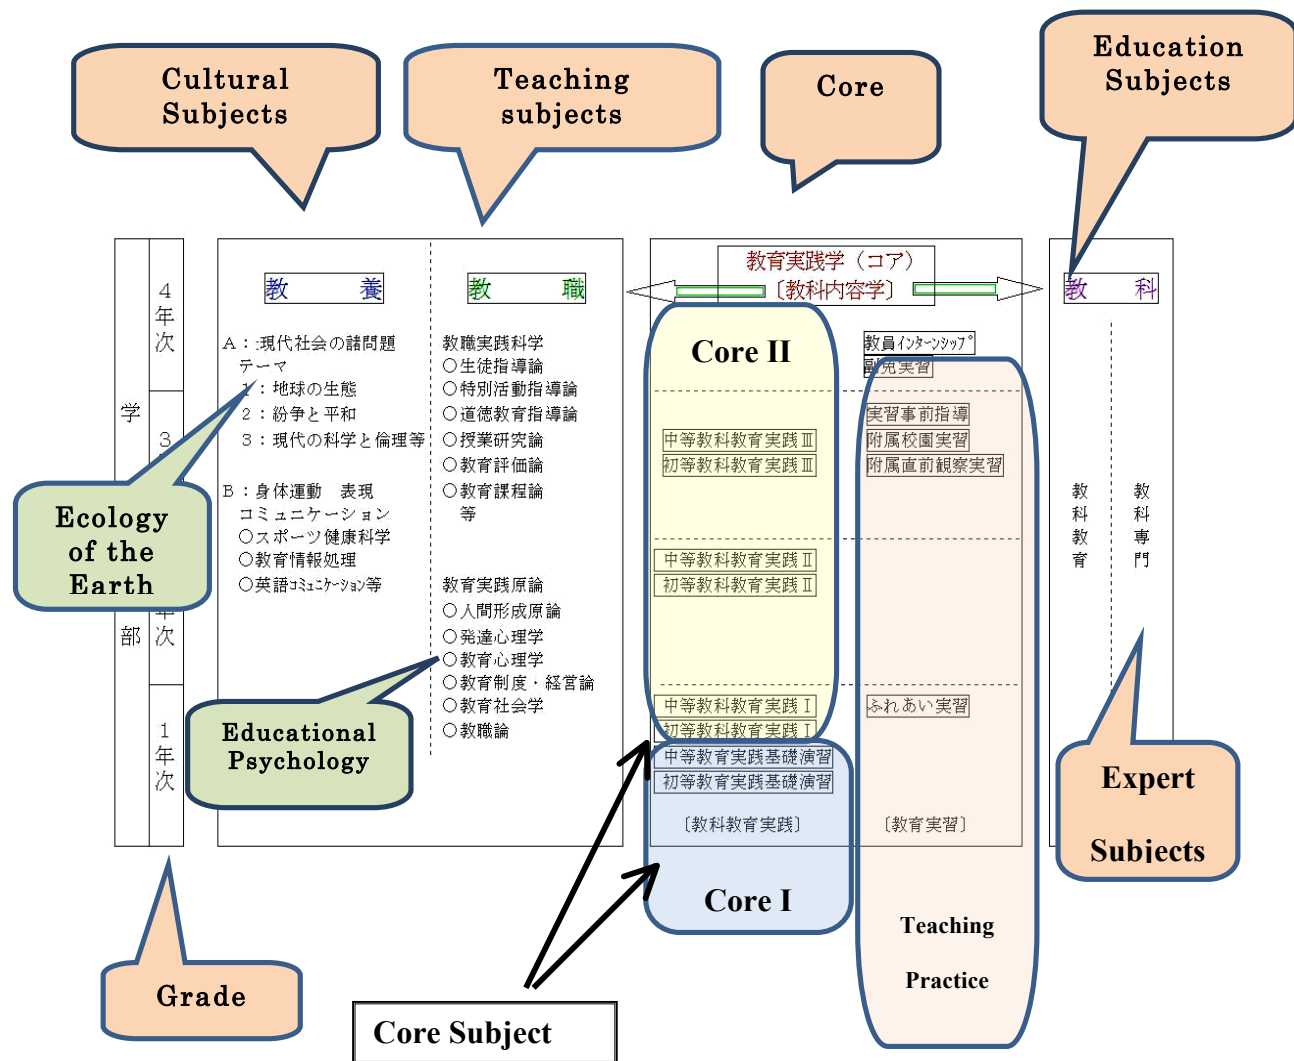 Cultural
Subjects
Teaching
subjects
Core
Education
Subjects
学
部
4
年
次
3
年
次
1
年
次
教 養
A：:現代社会の諸問題
テーマ
1：地球の生態
2：紛争と平和
3：現代の科学と倫理等
B：身体運動 表現
コミュニケーション
○スポーツ健康科学
○教育情報処理
○英語ｺﾐｭﾆｹｰｼｮﾝ等
教 職
教職実践科学
○生徒指導論
○特別活動指導論
○道徳教育指導論
○授業研究論
○教育評価論
○教育課程論
等
教育実践原論
○人間形成原論
○発達心理学
○教育心理学
○教育制度・経営論
○教育社会学
○教職論
教育実践学（コア）
〔教科内容学〕
Core II
中等教科教育実践Ⅲ
初等教科教育実践Ⅲ
中等教科教育実践Ⅱ
初等教科教育実践Ⅱ
中等教科教育実践Ⅰ
初等教科教育実践Ⅰ
中等教育実践基礎演習
初等教育実践基礎演習
〔教科教育実践〕
Core I
教員ｲﾝﾀｰﾝｼｯﾌﾟ
副免実習
実習事前指導
附属校園実習
附属直前観察実習
ふれあい実習
〔教育実習〕
Teaching
Practice
教 科
教科教育
教科専門
Ecology
of the
Earth
Educational
Psychology
Expert
Subjects
Grade
Core Subject